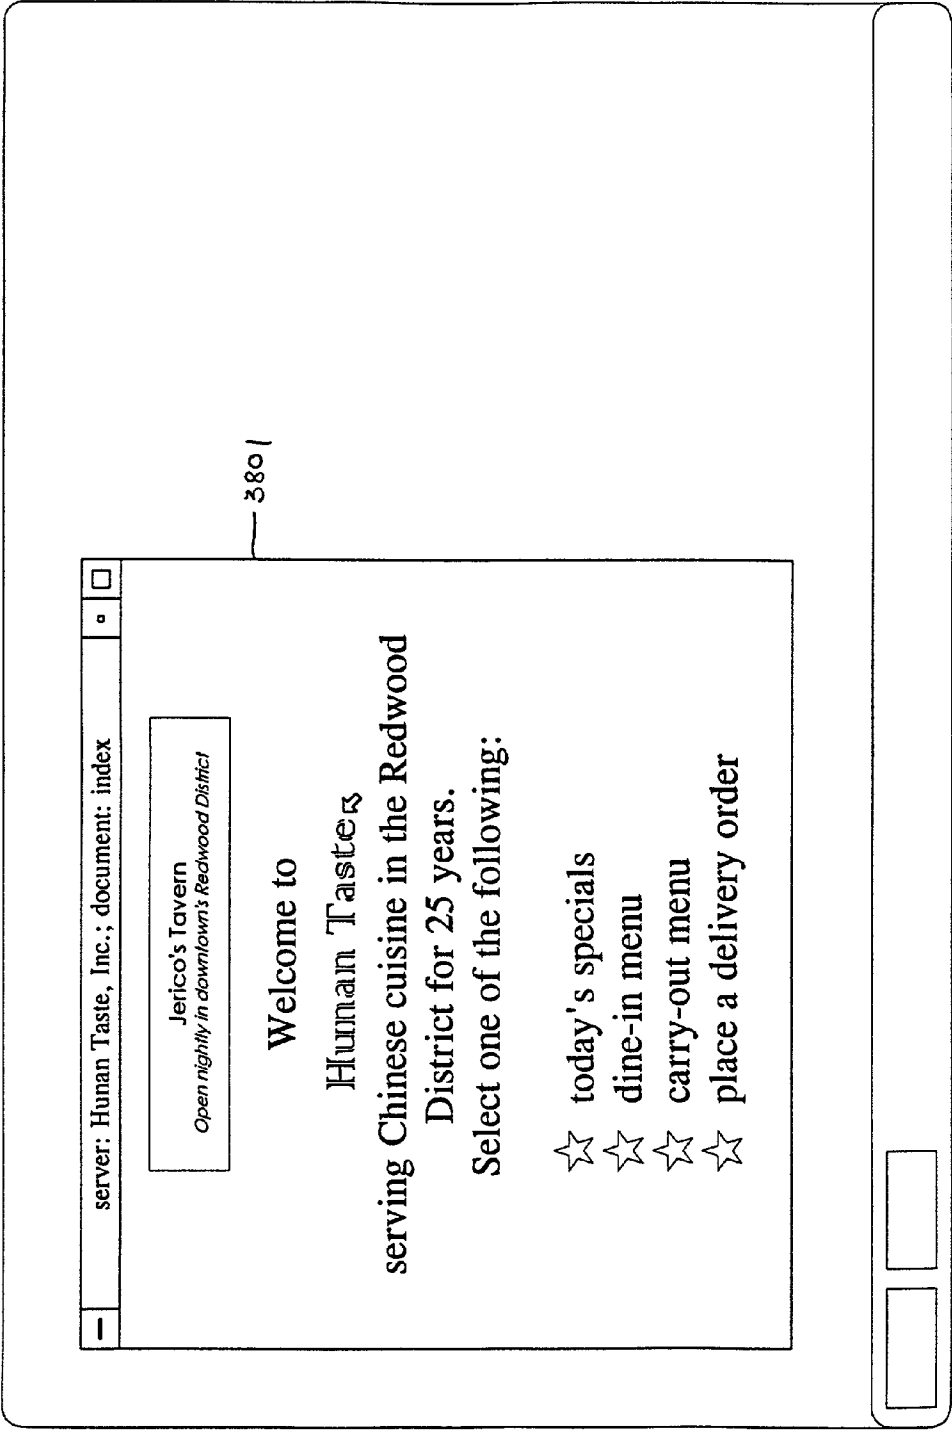 server: Hunan Taste, Inc.; document: index
Jerico's Tavern
Open nightly in downtown's Redwood District
3801
Welcome to
Hunan Taste
serving Chinese cuisine in the Redwood
District for 25 years.
Select one of the following:
☆ today's specials
☆ dine-in menu
☆ carry-out menu
☆ place a delivery order